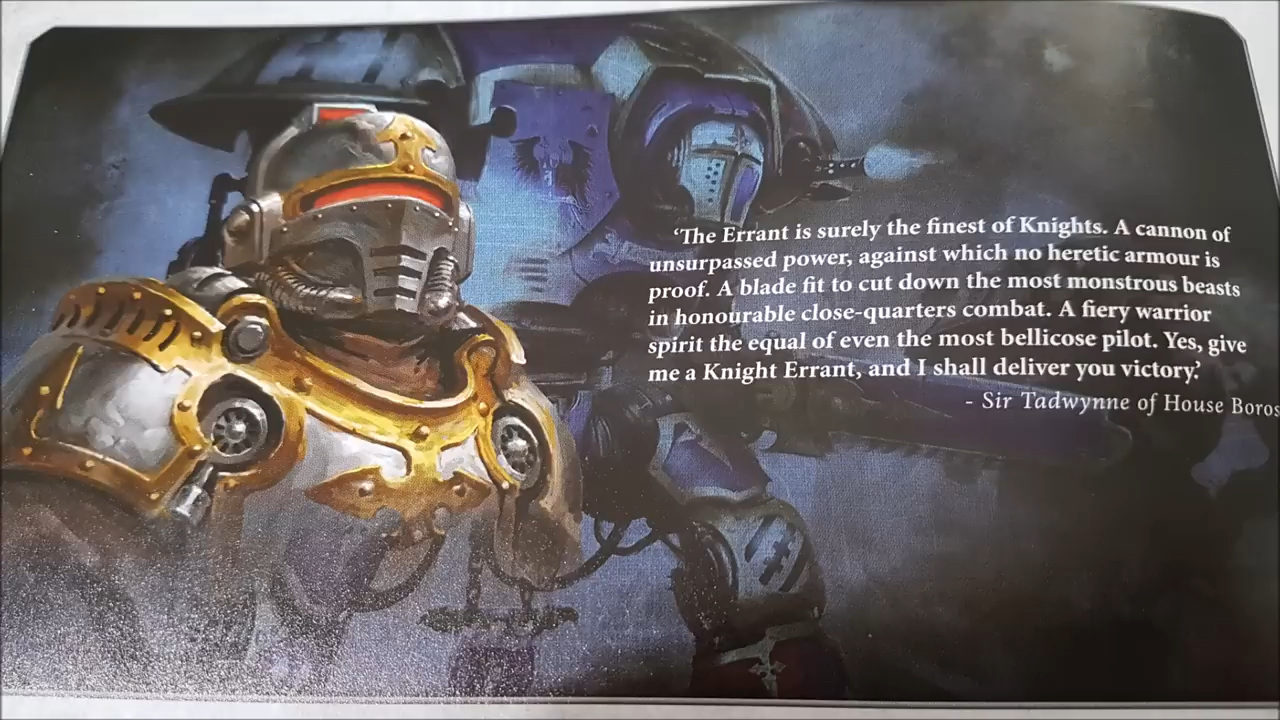 ‘The Errant is surely the finest of Knights. A cannon of
unsurpassed power, against which no heretic armour is
proof. A blade fit to cut down the most monstrous beasts
in honourable close-quarters combat. A fiery warrior
spirit the equal of even the most bellicose pilot. Yes, give
me a Knight Errant, and I shall deliver you victory.’
- Sir Tadwynne of House Boros